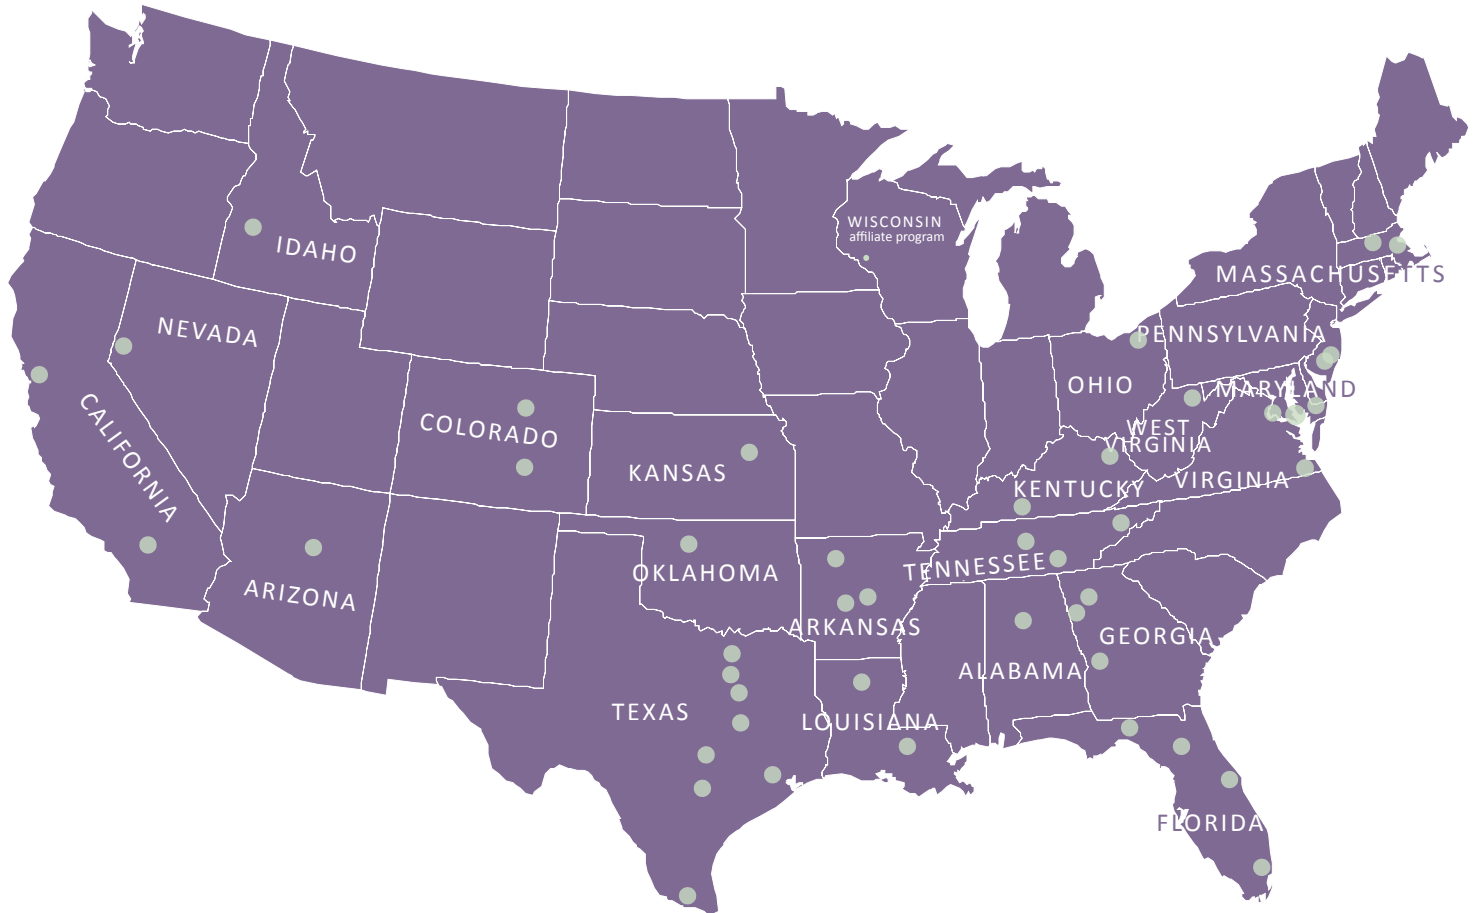 WISCONSIN
affiliate program
IDAHO
MASSACHUSETTS
NEVADA
PENNSYLVANIA
OHIO
MARYLAND
CALIFORNIA
COLORADO
WEST
VIRGINIA
KANSAS
VIRGINIA
KENTUCKY
OKLAHOMA
TENNESSEE
ARIZONA
ARKANSAS
GEORGIA
ALABAMA
TEXAS
LOUISIANA
FLORIDA